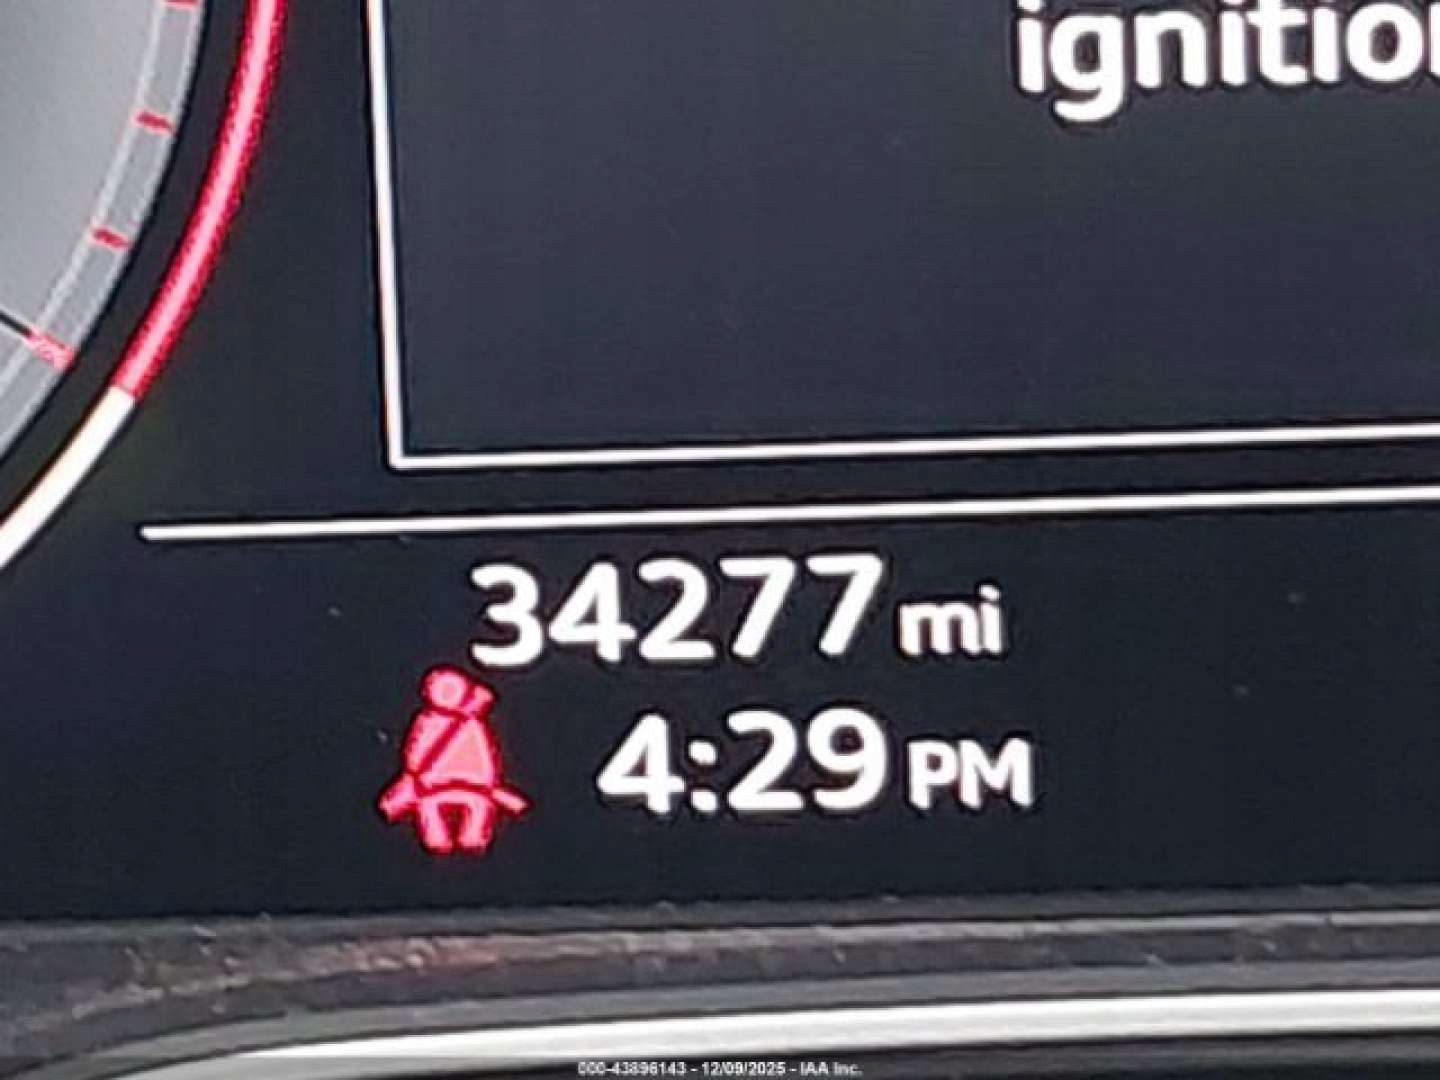 ignitio
34277 mi
4:29 PM
000-43896143 - 12/09/2025 - IAA Inc.